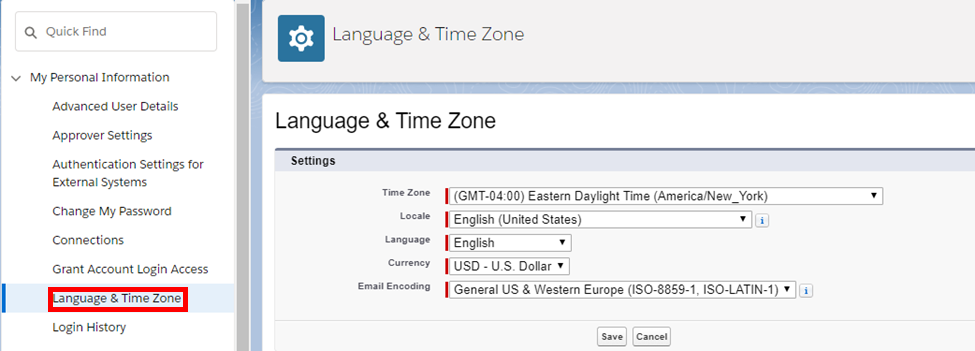 Quick Find
My Personal Information
Advanced User Details
Approver Settings
Authentication Settings for
External Systems
Change My Password
Connections
Grant Account Login Access
Language & Time Zone
Login History
Language & Time Zone
Language & Time Zone
Settings
Time Zone (GMT-04:00) Eastern Daylight Time (America/New_York)
Locale English (United States) i
Language English
Currency USD - U.S. Dollar
Email Encoding General US & Western Europe (ISO-8859-1, ISO-LATIN-1) i
Save Cancel